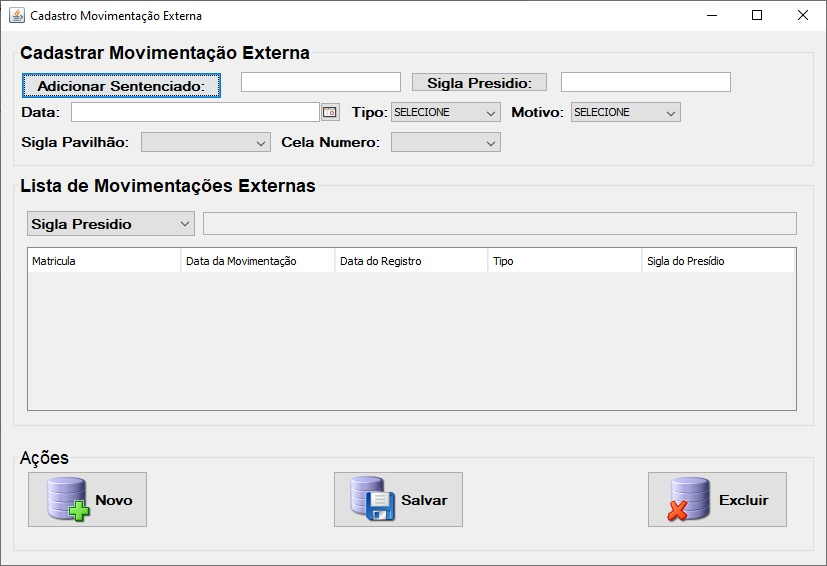 Cadastro Movimentação Externa
Cadastrar Movimentação Externa
Adicionar Sentenciado: Sigla Presidio:
Data: Tipo: SELECIONE Motivo: SELECIONE
Sigla Pavilhão: Cela Numero:
Lista de Movimentações Externas
Sigla Presidio
Matricula Data da Movimentação Data do Registro Tipo Sigla do Presídio
Ações
Novo Salvar Excluir